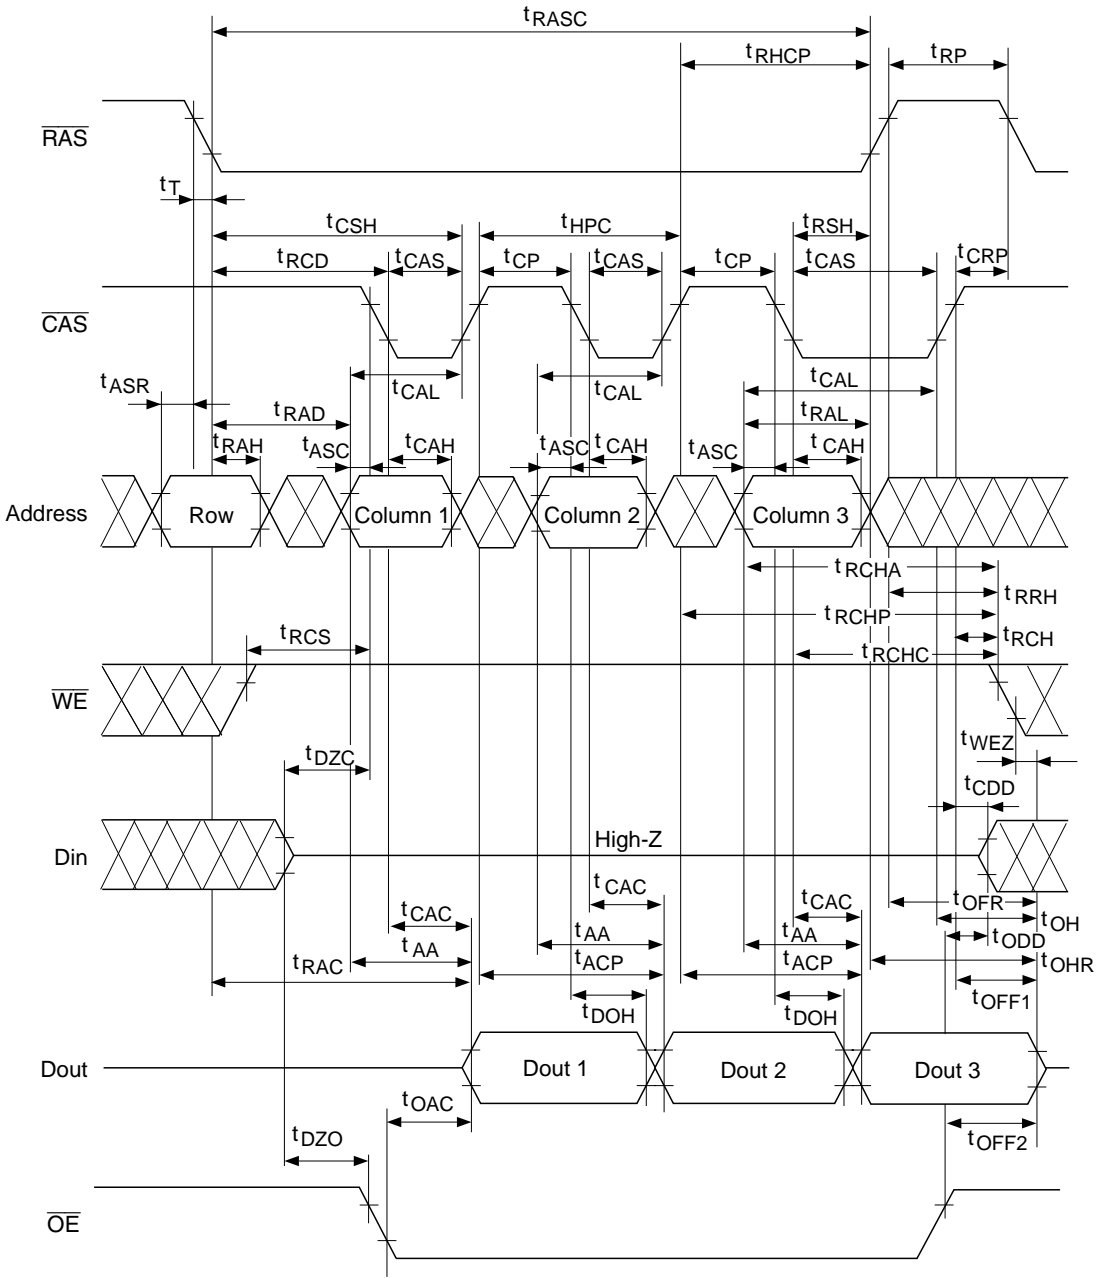 tRASC
tRHCP tRP
RAS
tT
tCSH tHPC tRSH
tRCD tCAS tCP tCAS tCP tCAS tCRP
CAS
tASR tCAL tCAL tCAL
tRAD tRAL
tRAH tASC tCAH tASC tCAH tASC tCAH
Address Row Column 1 Column 2 Column 3
tRCHA
tRRH
tRCHP
tRCS tRCH
tRCHC
WE
tWEZ
tDZC
tCDD
High-Z
Din
tCAC
tCAC tCAC tOFR
tOH
tAA tAA tAA tODD
tRAC tACP tACP tOHR
tOFF1
tDOH tDOH
Dout Dout 1 Dout 2 Dout 3
tOAC
tDZO tOFF2
OE